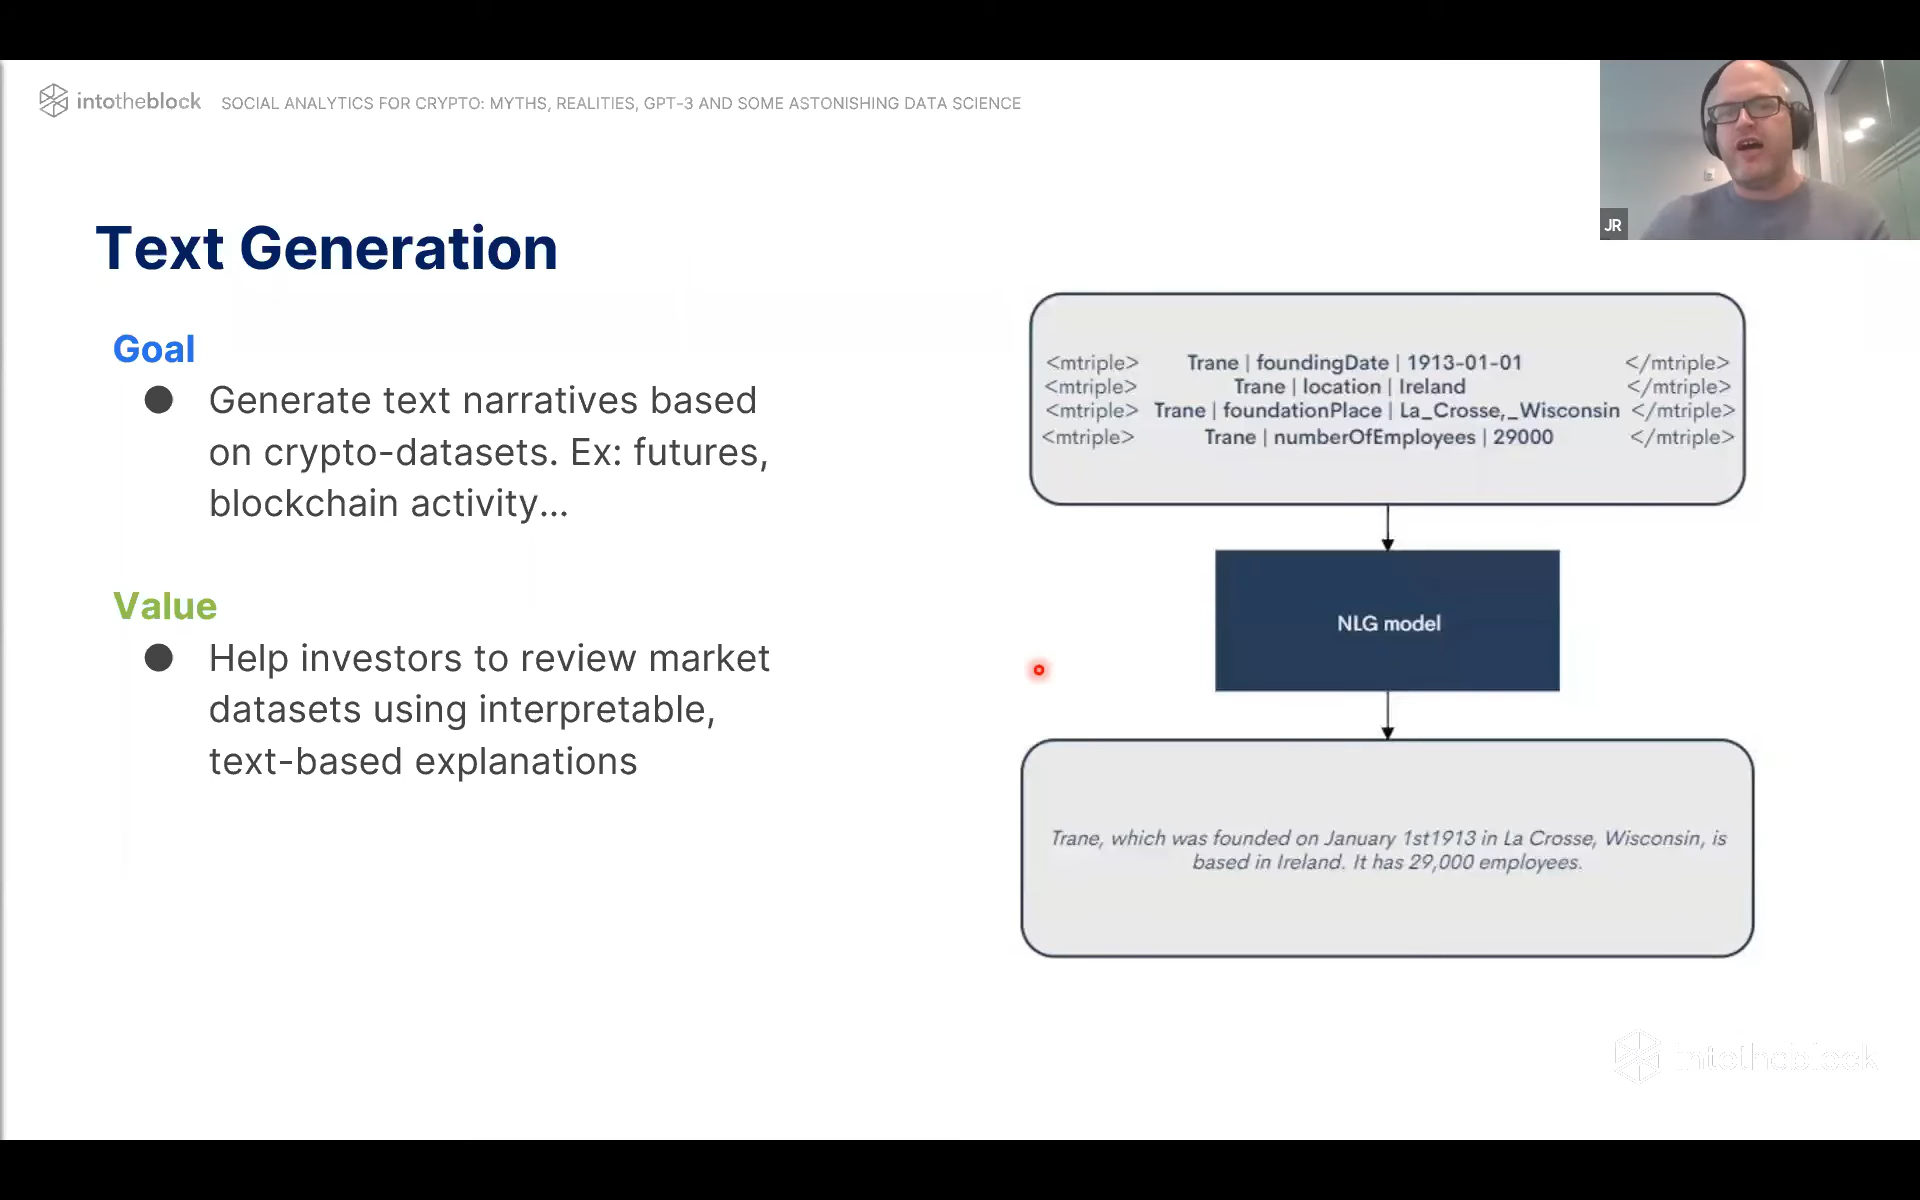 intotheblock SOCIAL ANALYTICS FOR CRYPTO: MYTHS, REALITIES, GPT-3 AND SOME ASTONISHING DATA SCIENCE
JR
Text Generation
Goal
● Generate text narratives based
on crypto-datasets. Ex: futures,
blockchain activity...
Value
● Help investors to review market
datasets using interpretable,
text-based explanations
<mtriple> Trane | foundingDate | 1913-01-01 </mtriple>
<mtriple> Trane | location | Ireland </mtriple>
<mtriple> Trane | foundationPlace | La_Crosse,_Wisconsin </mtriple>
<mtriple> Trane | numberOfEmployees | 29000 </mtriple>
NLG model
Trane, which was founded on January 1st1913 in La Crosse, Wisconsin, is
based in Ireland. It has 29,000 employees.
intotheblock